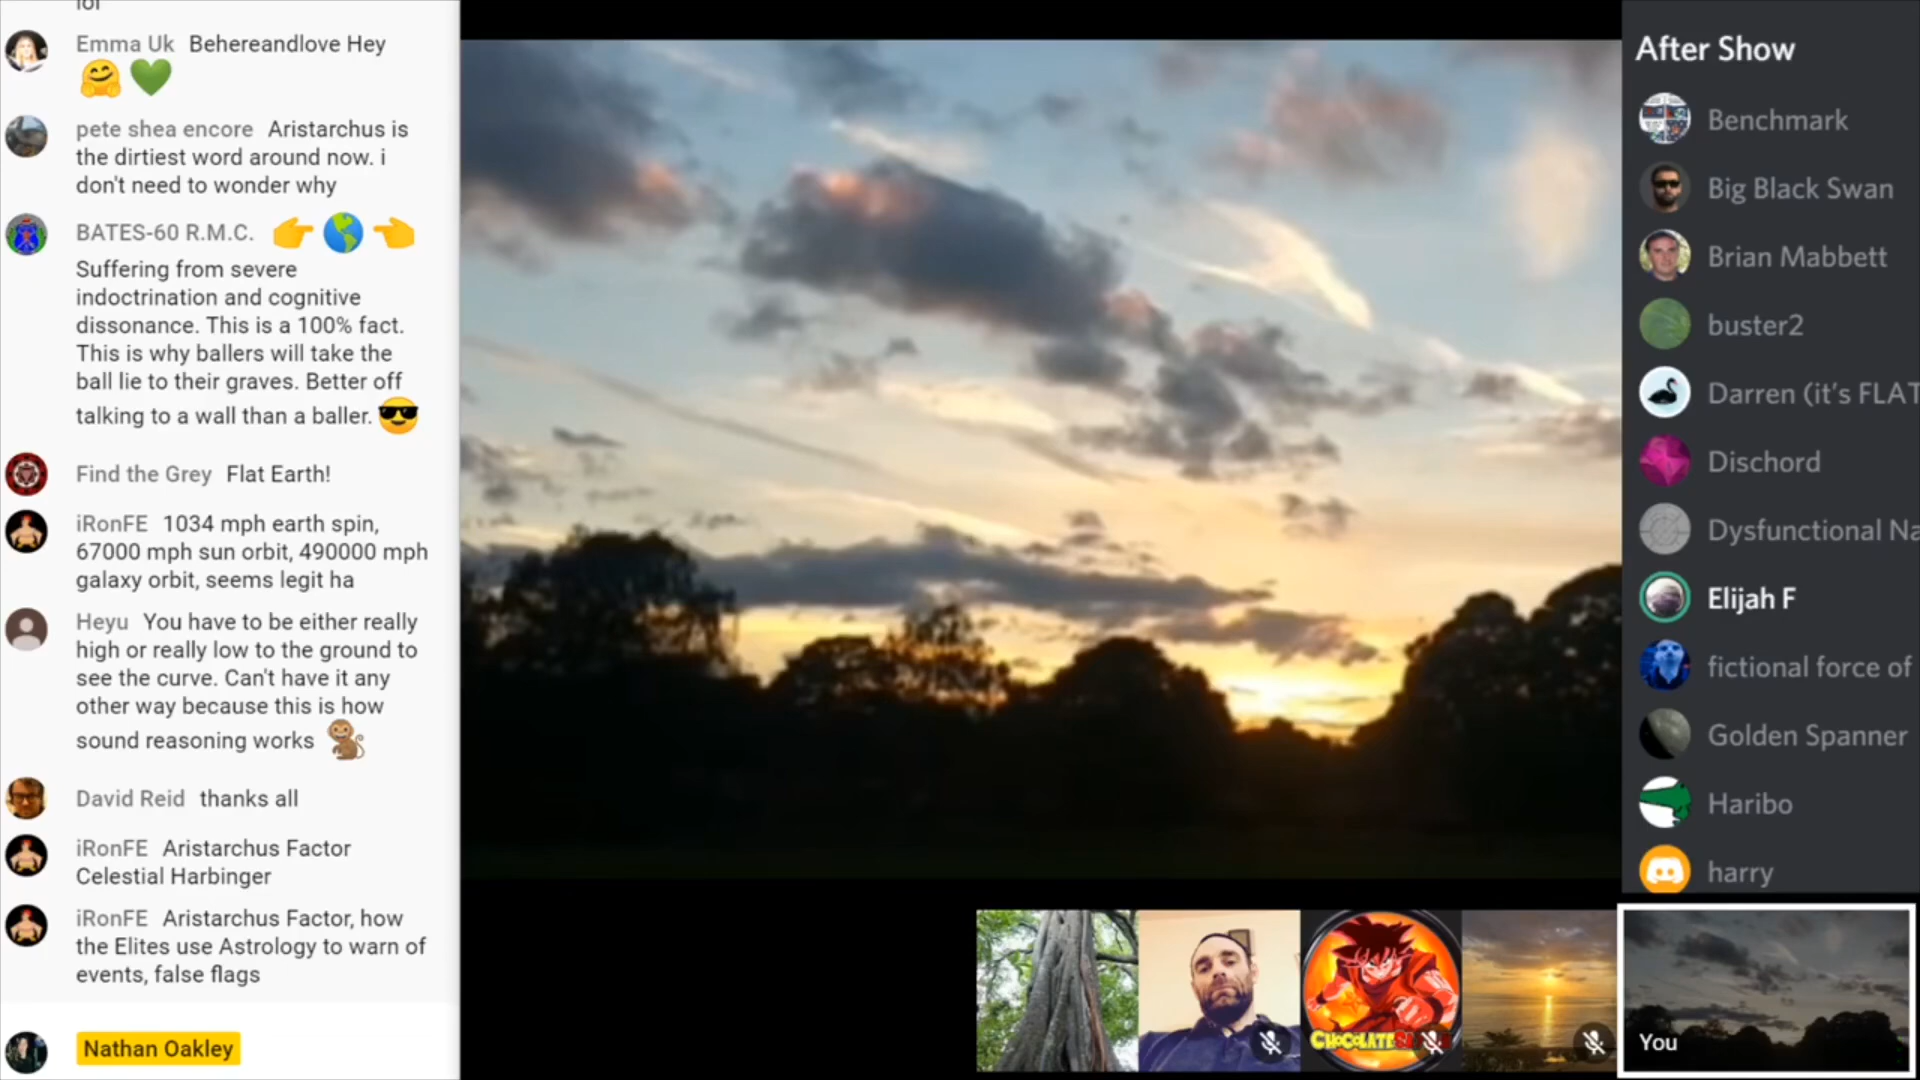 lol
Emma Uk Behereandlove Hey
🤗💚
pete shea encore Aristarchus is
the dirtiest word around now. i
don't need to wonder why
BATES-60 R.M.C. 👉🌎👈
Suffering from severe
indoctrination and cognitive
dissonance. This is a 100% fact.
This is why ballers will take the
ball lie to their graves. Better off
talking to a wall than a baller.😎
Find the Grey Flat Earth!
iRonFE 1034 mph earth spin,
67000 mph sun orbit, 490000 mph
galaxy orbit, seems legit ha
Heyu You have to be either really
high or really low to the ground to
see the curve. Can't have it any
other way because this is how
sound reasoning works 🐒
David Reid thanks all
iRonFE Aristarchus Factor
Celestial Harbinger
iRonFE Aristarchus Factor, how
the Elites use Astrology to warn of
events, false flags
Nathan Oakley
CHOCOLATE
You
After Show
Benchmark
Big Black Swan
Brian Mabbett
buster2
Darren (it's FLAT
Dischord
Dysfunctional Na
Elijah F
fictional force of
Golden Spanner
Haribo
harry